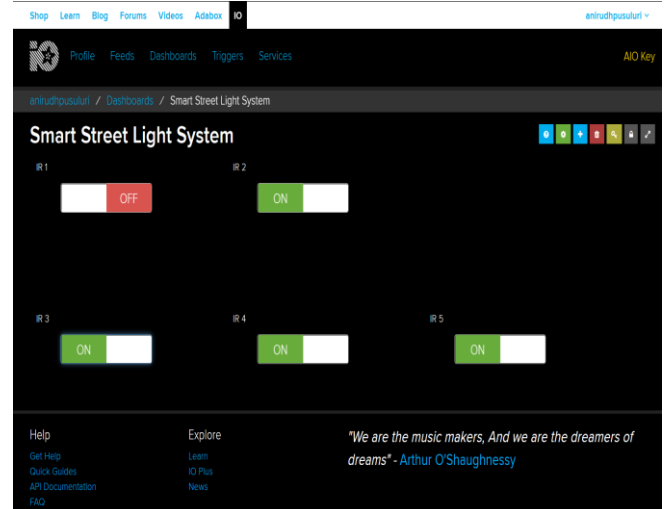 Shop Learn Blog Forums Videos Adabox IO anirudhpusuluri
iO Profile Feeds Dashboards Triggers Services AIO Key
anirudhpusuluri / Dashboards / Smart Street Light System
Smart Street Light System
IR 1 IR 2
OFF ON
IR 3 IR 4 IR 5
ON ON ON
Help Explore "We are the music makers, And we are the dreamers of
dreams" - Arthur O'Shaughnessy
Get Help Learn
Quick Guides IO Plus
API Documentation News
FAQ